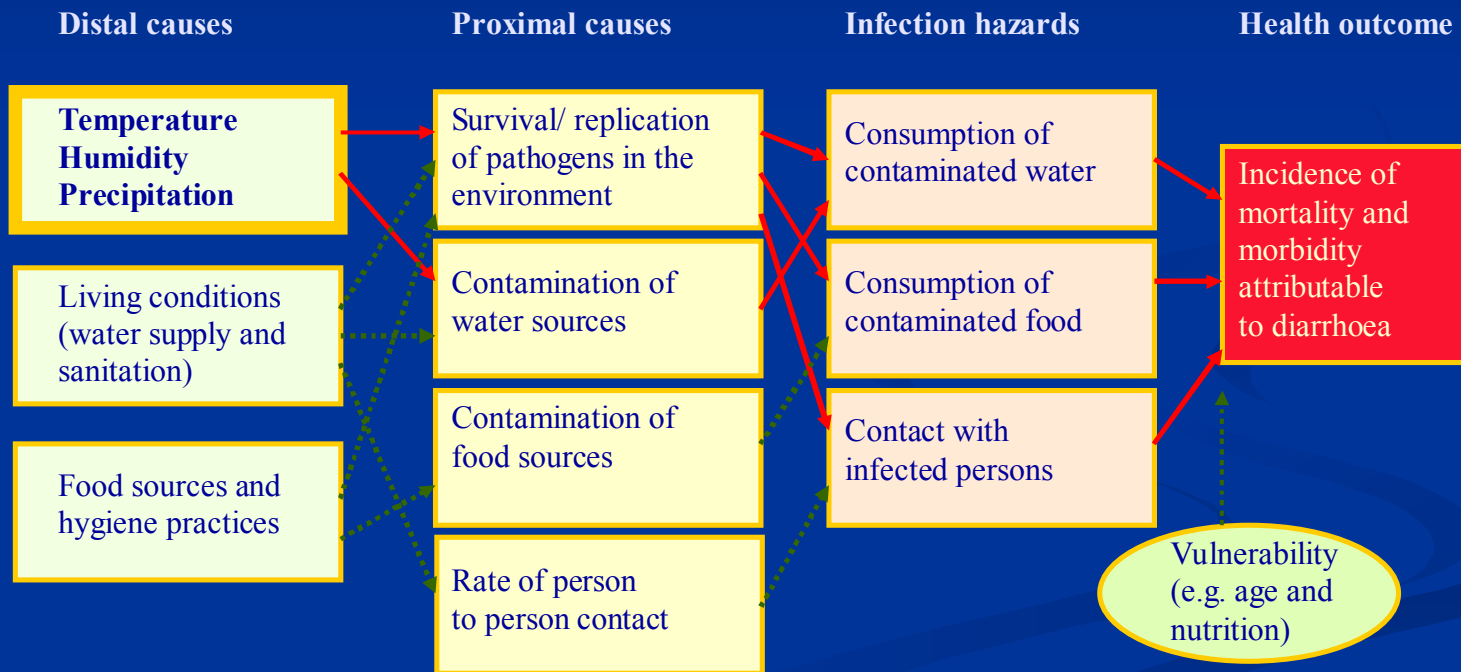 Distal causes
Proximal causes
Infection hazards
Health outcome
Temperature
Humidity
Precipitation
Living conditions
(water supply and
sanitation)
Food sources and
hygiene practices
Survival/ replication
of pathogens in the
environment
Contamination of
water sources
Contamination of
food sources
Rate of person
to person contact
Consumption of
contaminated water
Consumption of
contaminated food
Contact with
infected persons
Incidence of
mortality and
morbidity
attributable
to diarrhoea
Vulnerability
(e.g. age and
nutrition)